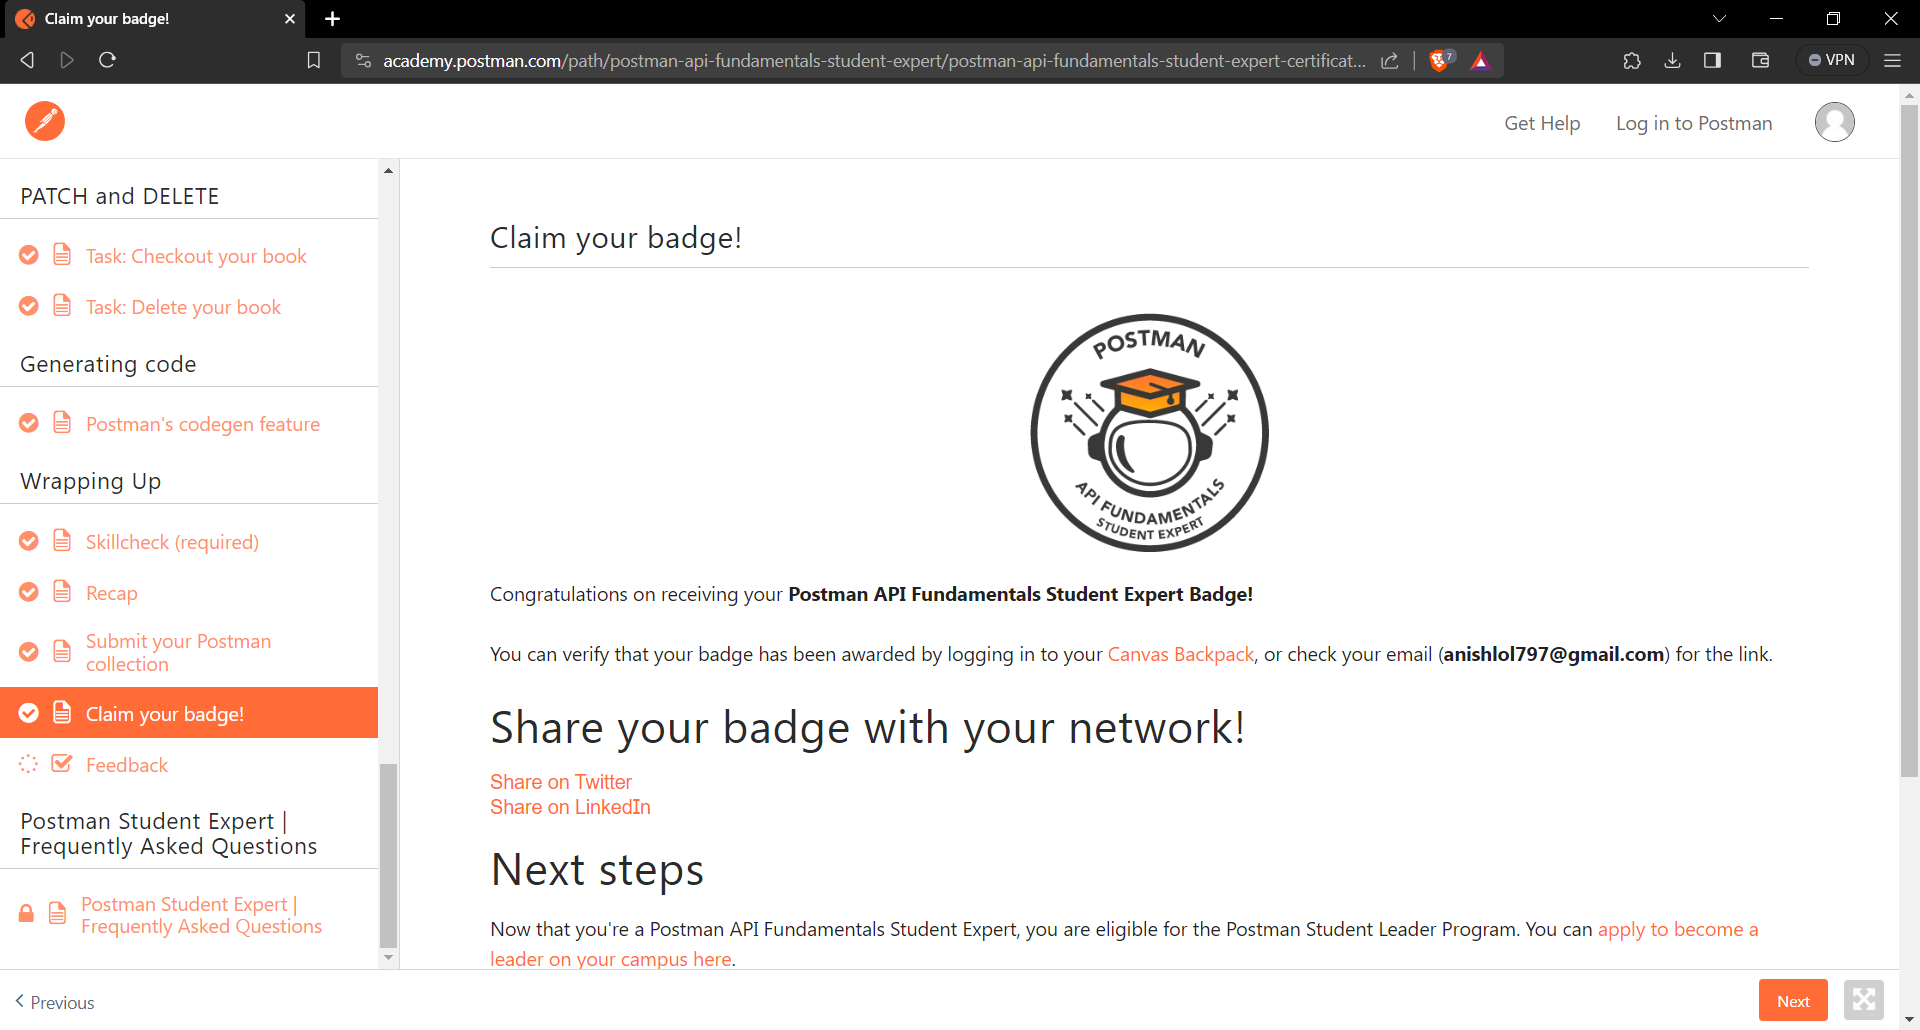 Claim your badge!
academy.postman.com/path/postman-api-fundamentals-student-expert/postman-api-fundamentals-student-expert-certificat...
7
VPN
Get Help
Log in to Postman
PATCH and DELETE
Task: Checkout your book
Task: Delete your book
Generating code
Postman's codegen feature
Wrapping Up
Skillcheck (required)
Recap
Submit your Postman
collection
Claim your badge!
Feedback
Postman Student Expert |
Frequently Asked Questions
Postman Student Expert |
Frequently Asked Questions
Claim your badge!
POSTMAN
API FUNDAMENTALS
STUDENT EXPERT
Congratulations on receiving your Postman API Fundamentals Student Expert Badge!
You can verify that your badge has been awarded by logging in to your Canvas Backpack, or check your email (anishlol797@gmail.com) for the link.
Share your badge with your network!
Share on Twitter
Share on LinkedIn
Next steps
Now that you're a Postman API Fundamentals Student Expert, you are eligible for the Postman Student Leader Program. You can apply to become a
leader on your campus here.
Previous
Next